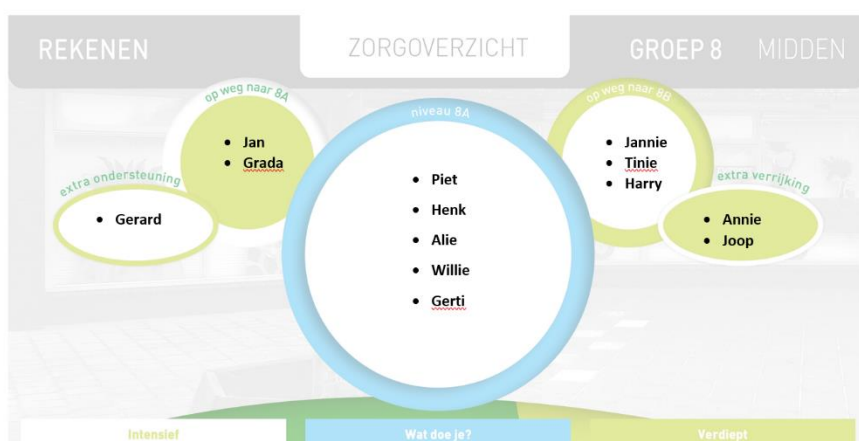 REKENEN
ZORGOVERZICHT
GROEP 8 MIDDEN
op weg naar 8A
Jan
Grada
extra ondersteuning
Gerard
niveau 8A
Piet
Henk
Alie
Willie
Gerti
op weg naar 8B
Jannie
Tinie
Harry
extra verrijking
Annie
Joop
Intensief
Wat doe je?
Verdiept